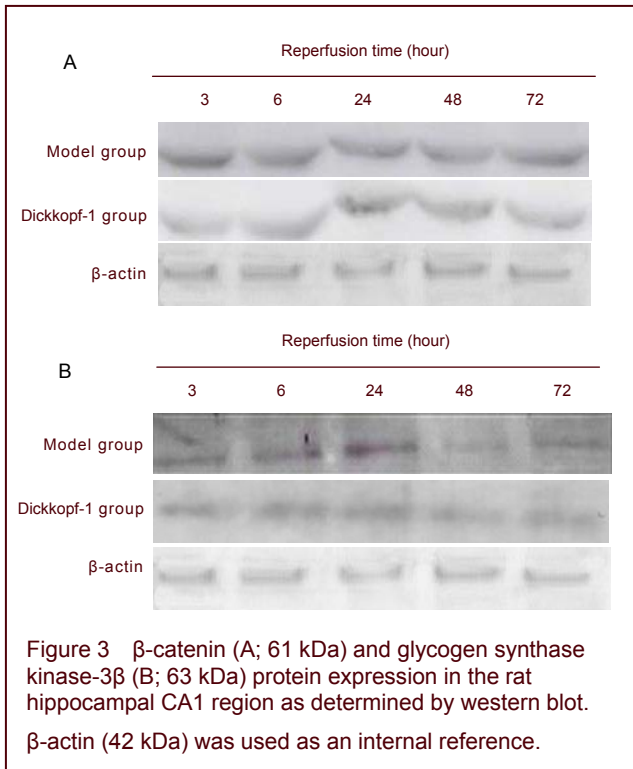 Reperfusion time (hour)
A
3 6 24 48 72
Model group
Dickkopf-1 group
β-actin
Reperfusion time (hour)
B
3 6 24 48 72
Model group
Dickkopf-1 group
β-actin
Figure 3 β-catenin (A; 61 kDa) and glycogen synthase
kinase-3β (B; 63 kDa) protein expression in the rat
hippocampal CA1 region as determined by western blot.
β-actin (42 kDa) was used as an internal reference.